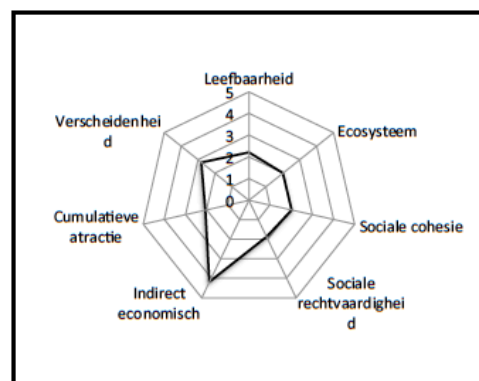 Leefbaarheid
5
4
3
2
1
0
Ecosysteem
Sociale cohesie
Sociale
rechtvaardighei
d
Indirect
economisch
Cumulatieve
atractie
Verscheidenhei
d